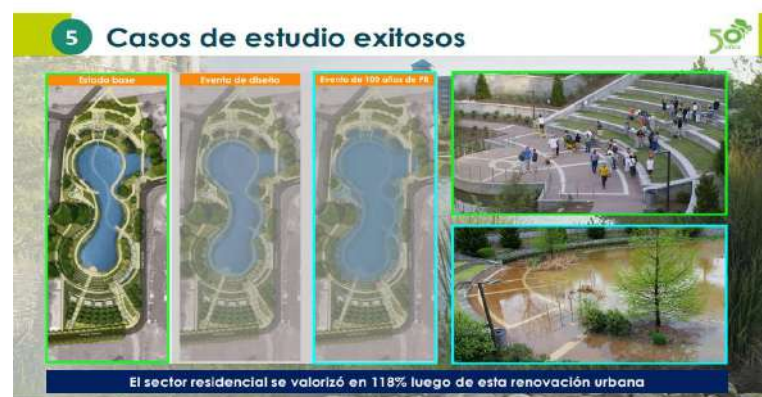 5 Casos de estudio exitosos
50
Estado base
Evento de diseño
Evento de 100 años de PR
El sector residencial se valorizó en 118% luego de esta renovación urbana